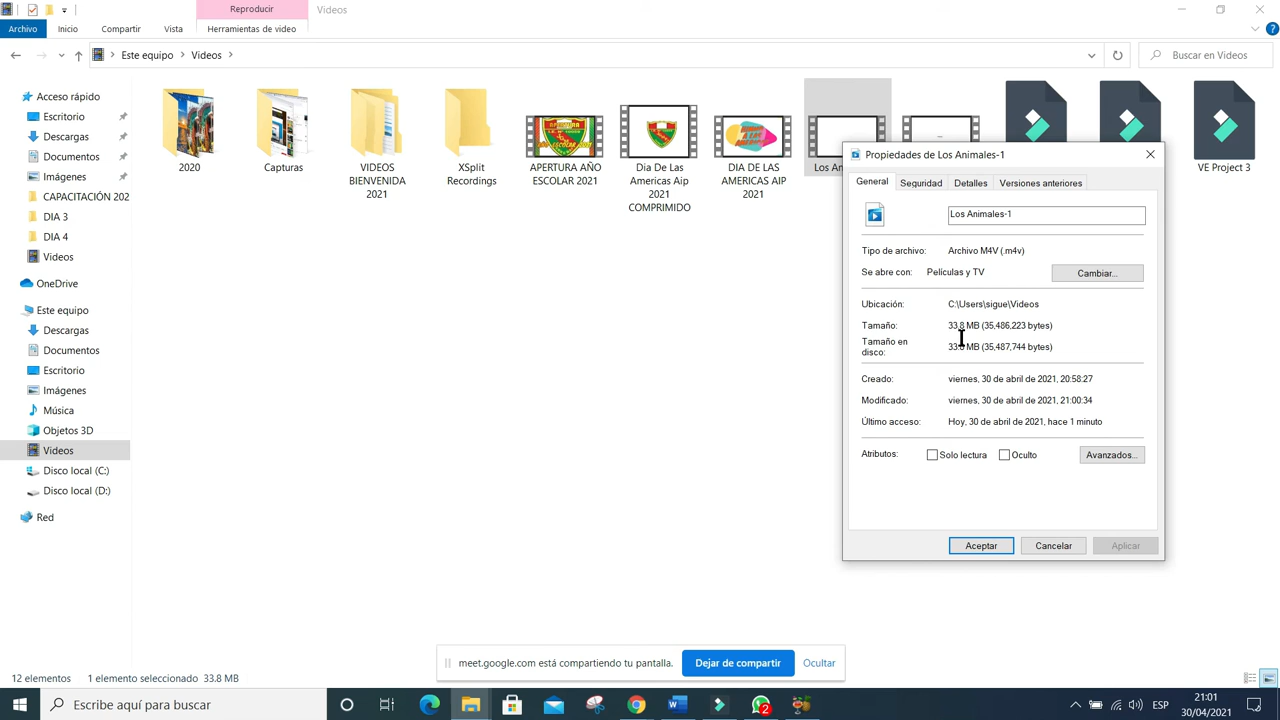 Reproducir
Videos
Archivo
Inicio
Compartir
Vista
Herramientas de video
Este equipo
Videos
Buscar en Videos
Acceso rápido
Escritorio
Descargas
Documentos
Imágenes
CAPACITACIÓN 202
DIA 3
DIA 4
Videos
OneDrive
Este equipo
Descargas
Documentos
Escritorio
Imágenes
Música
Objetos 3D
Videos
Disco local (C:)
Disco local (D:)
Red
2020
Capturas
VIDEOS
BIENVENIDA
2021
XSplit
Recordings
APERTURA AÑO
ESCOLAR 2021
Dia De Las
Americas Aip
2021
COMPRIMIDO
DIA DE LAS
AMERICAS AIP
2021
Los An
VE Project 3
Propiedades de Los Animales-1
General
Seguridad
Detalles
Versiones anteriores
Los Animales-1
Tipo de archivo:
Archivo M4V (.m4v)
Se abre con:
Películas y TV
Cambiar...
Ubicación:
C:\Users\sigue\Videos
Tamaño:
33.8 MB (35,486,223 bytes)
Tamaño en
disco:
33.8 MB (35,487,744 bytes)
Creado:
viernes, 30 de abril de 2021, 20:58:27
Modificado:
viernes, 30 de abril de 2021, 21:00:34
Último acceso:
Hoy, 30 de abril de 2021, hace 1 minuto
Atributos:
Solo lectura
Oculto
Avanzados...
Aceptar
Cancelar
Aplicar
meet.google.com está compartiendo tu pantalla.
Dejar de compartir
Ocultar
12 elementos
1 elemento seleccionado 33.8 MB
Escribe aquí para buscar
2
ESP
21:01
30/04/2021